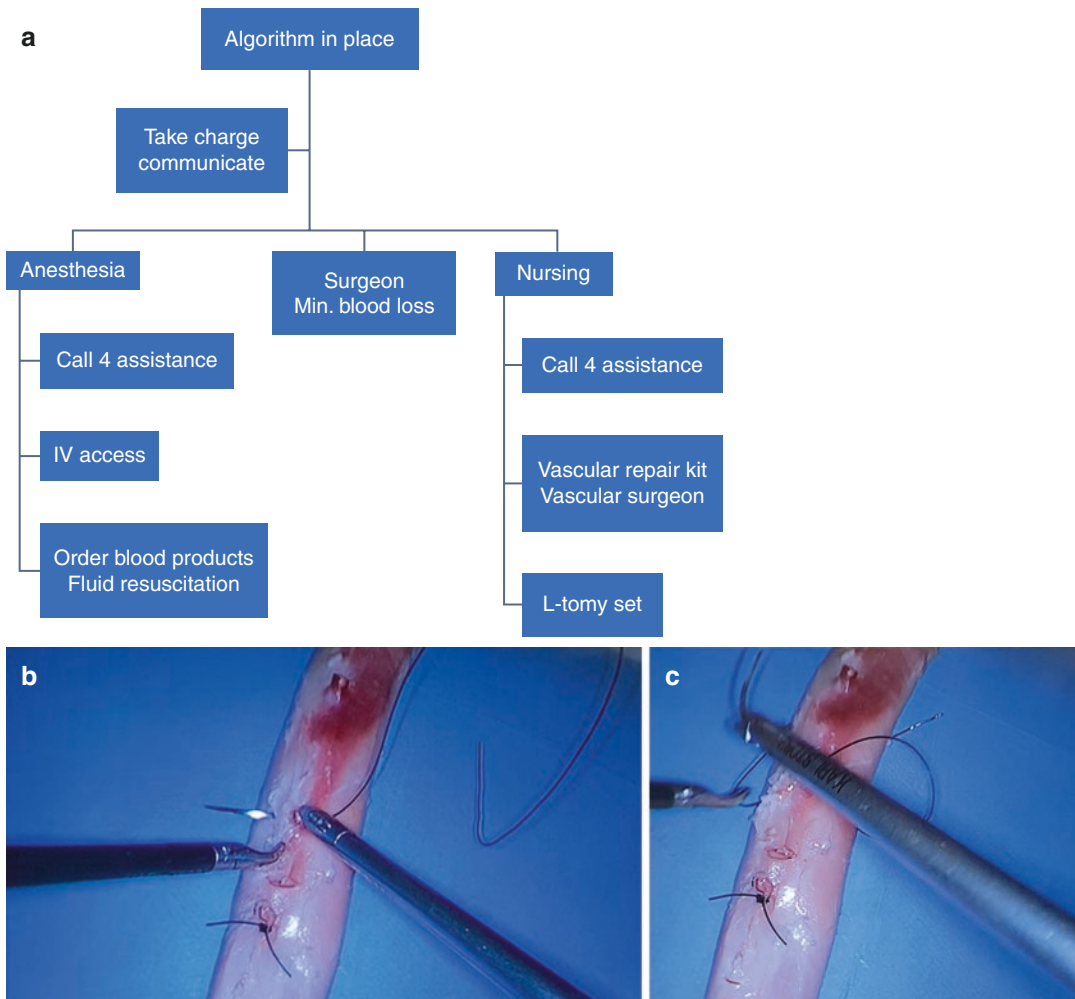 a
Algorithm in place
Take charge
communicate
Anesthesia
Surgeon
Min. blood loss
Nursing
Call 4 assistance
Call 4 assistance
IV access
Vascular repair kit
Vascular surgeon
Order blood products
Fluid resuscitation
L-tomy set
b
c